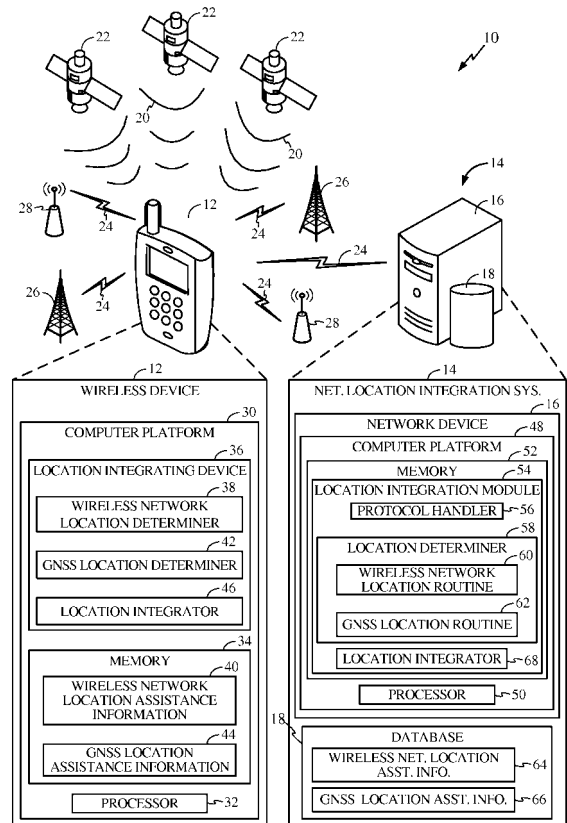 22
22
22
10
20
20
14
12
26
16
28
24
24
24
18
26
24
24
28
12
WIRELESS DEVICE
30
COMPUTER PLATFORM
36
LOCATION INTEGRATING DEVICE
38
WIRELESS NETWORK
LOCATION DETERMINER
42
GNSS LOCATION DETERMINER
46
LOCATION INTEGRATOR
34
MEMORY
40
WIRELESS NETWORK
LOCATION ASSISTANCE
INFORMATION
44
GNSS LOCATION
ASSISTANCE INFORMATION
PROCESSOR 32
14
NET. LOCATION INTEGRATION SYS.
16
NETWORK DEVICE
48
COMPUTER PLATFORM
52
MEMORY
54
LOCATION INTEGRATION MODULE
PROTOCOL HANDLER 56
58
LOCATION DETERMINER
60
WIRELESS NETWORK
LOCATION ROUTINE
62
GNSS LOCATION ROUTINE
LOCATION INTEGRATOR 68
PROCESSOR 50
18
DATABASE
WIRELESS NET. LOCATION
ASST. INFO.
64
GNSS LOCATION ASST. INFO. 66